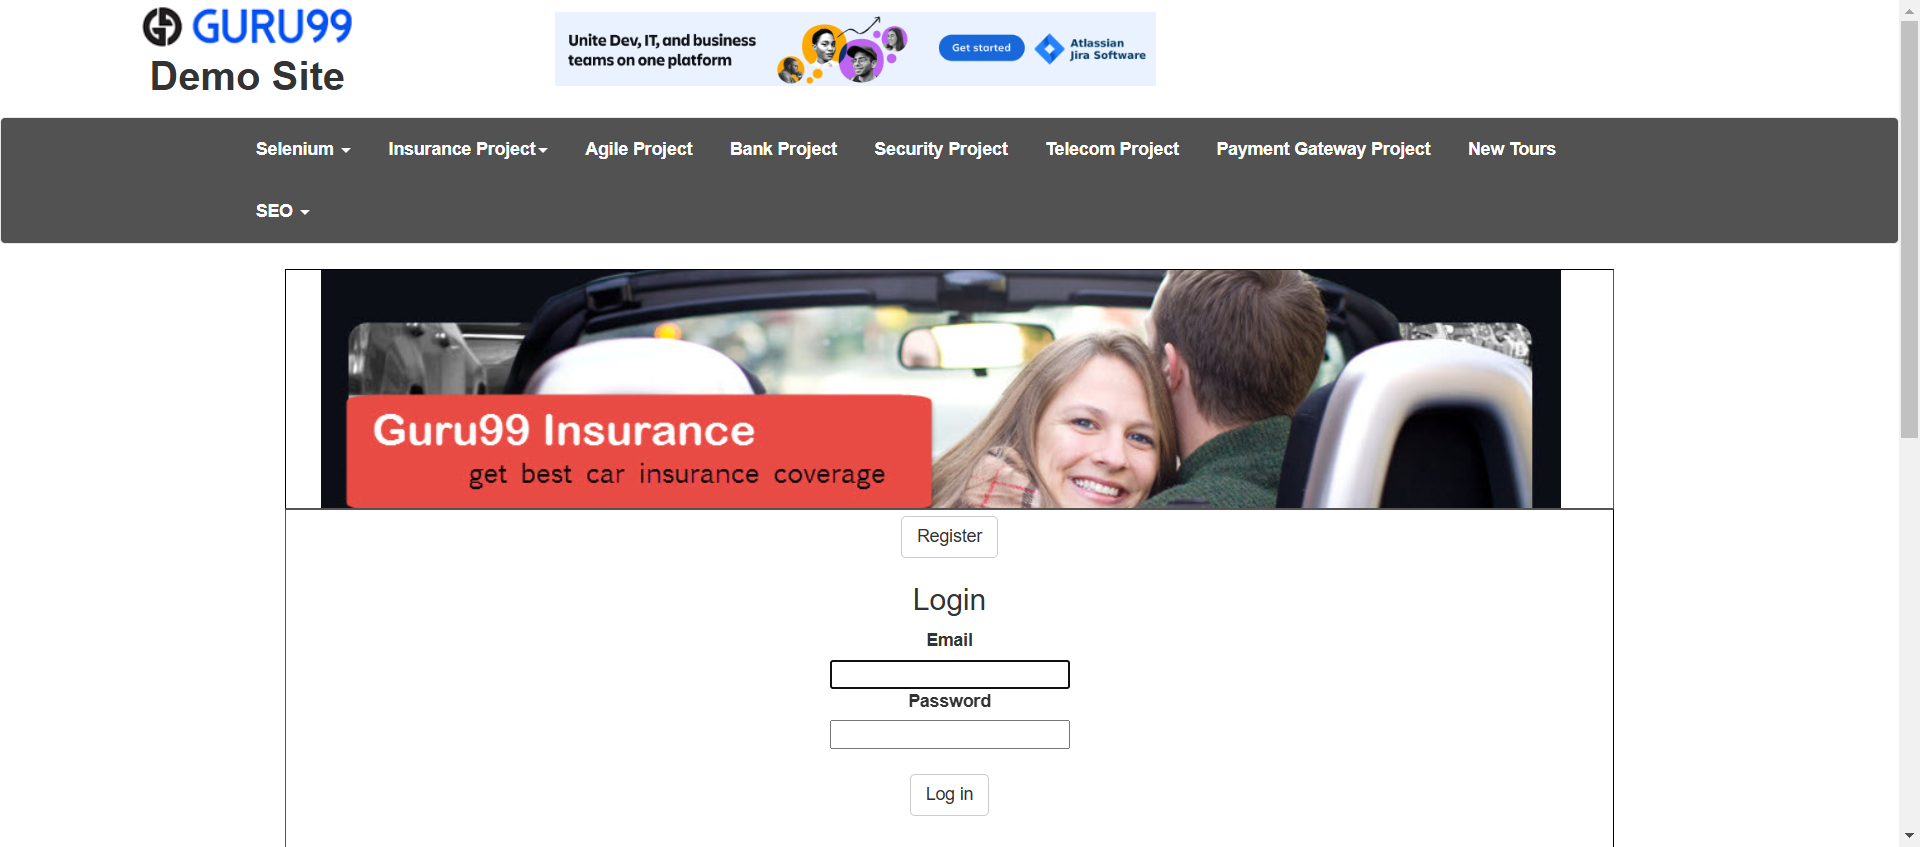 GURU99
Demo Site
Unite Dev, IT, and business
teams on one platform
Get started
Atlassian
Jira Software
Selenium
Insurance Project
Agile Project
Bank Project
Security Project
Telecom Project
Payment Gateway Project
New Tours
SEO
Guru99 Insurance
get best car insurance coverage
Register
Login
Email
Password
Log in